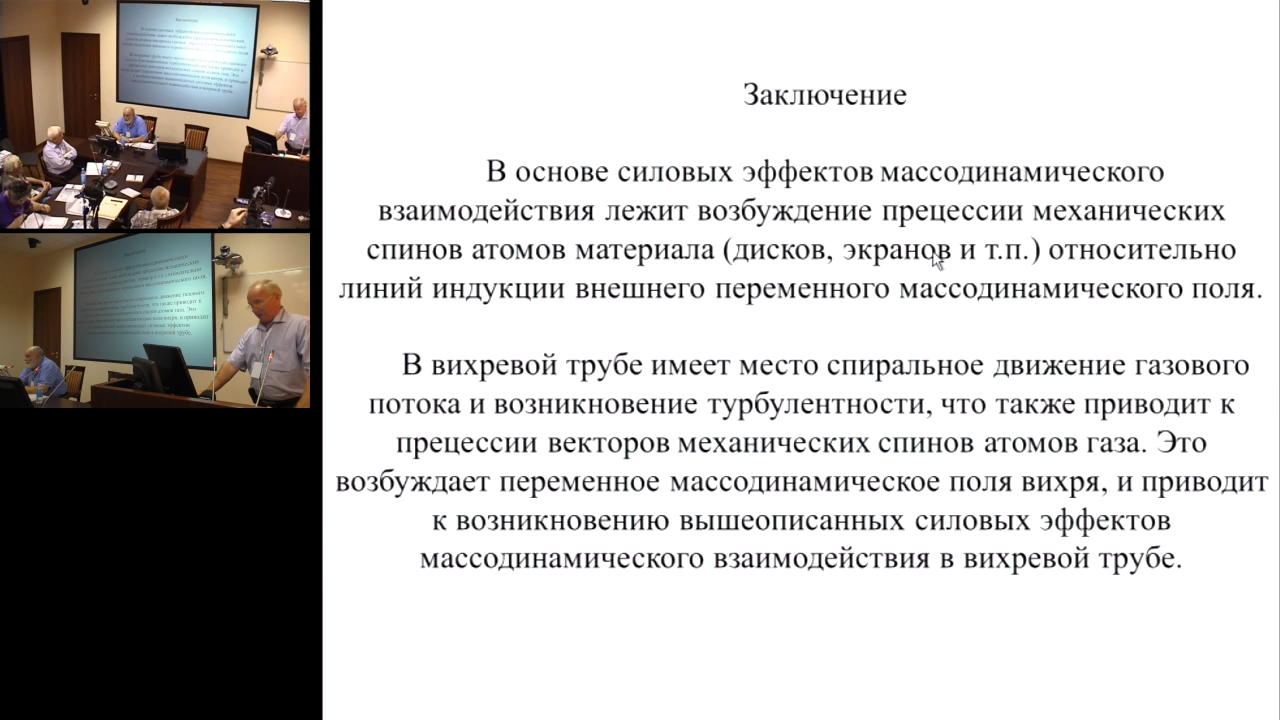 Заключение
В основе силовых эффектов массодинамического
взаимодействия лежит возбуждение прецессии механических
спинов атомов материала (дисков, экранов и т.п.) относительно
линий индукции внешнего переменного массодинамического поля.
В вихревой трубе имеет место спиральное движение газового
потока и возникновение турбулентности, что также приводит к
прецессии векторов механических спинов атомов газа. Это
возбуждает переменное массодинамическое поля вихря, и приводит
к возникновению вышеописанных силовых эффектов
массодинамического взаимодействия в вихревой трубе.